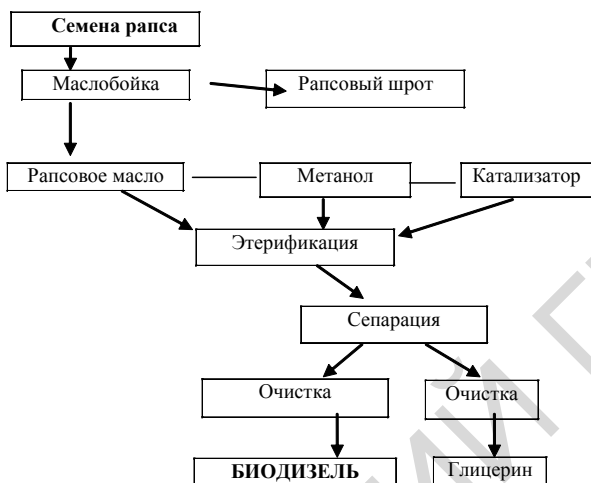 Семена рапса
Маслобойка
Рапсовый шрот
Рапсовое масло
Метанол
Катализатор
Этерификация
Сепарация
Очистка
Очистка
БИОДИЗЕЛЬ
Глицерин